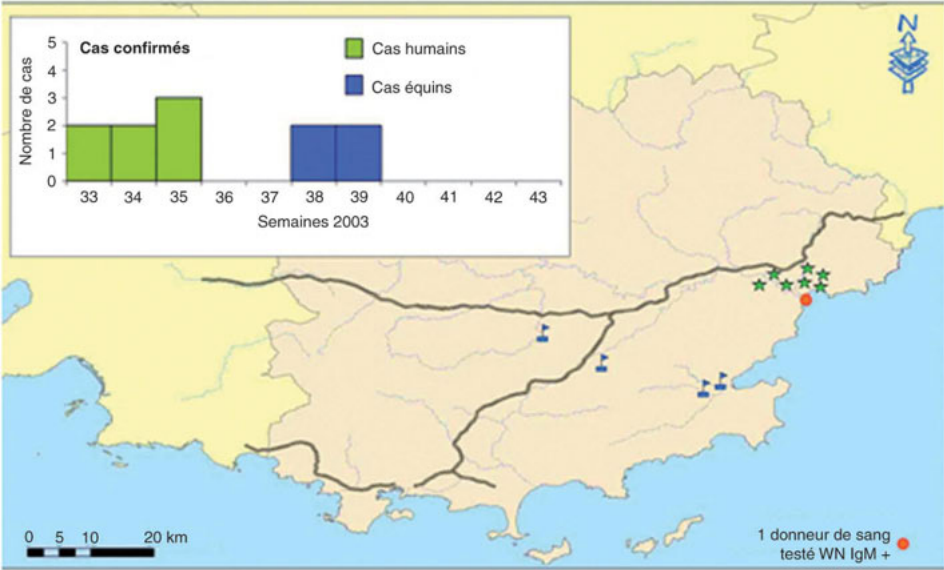 Cas confirmés
Cas humains
Cas équins
Nombre de cas
5
4
3
2
1
0
33 34 35 36 37 38 39 40 41 42 43
Semaines 2003
N
0 5 10 20 km
1 donneur de sang
testé WN IgM +